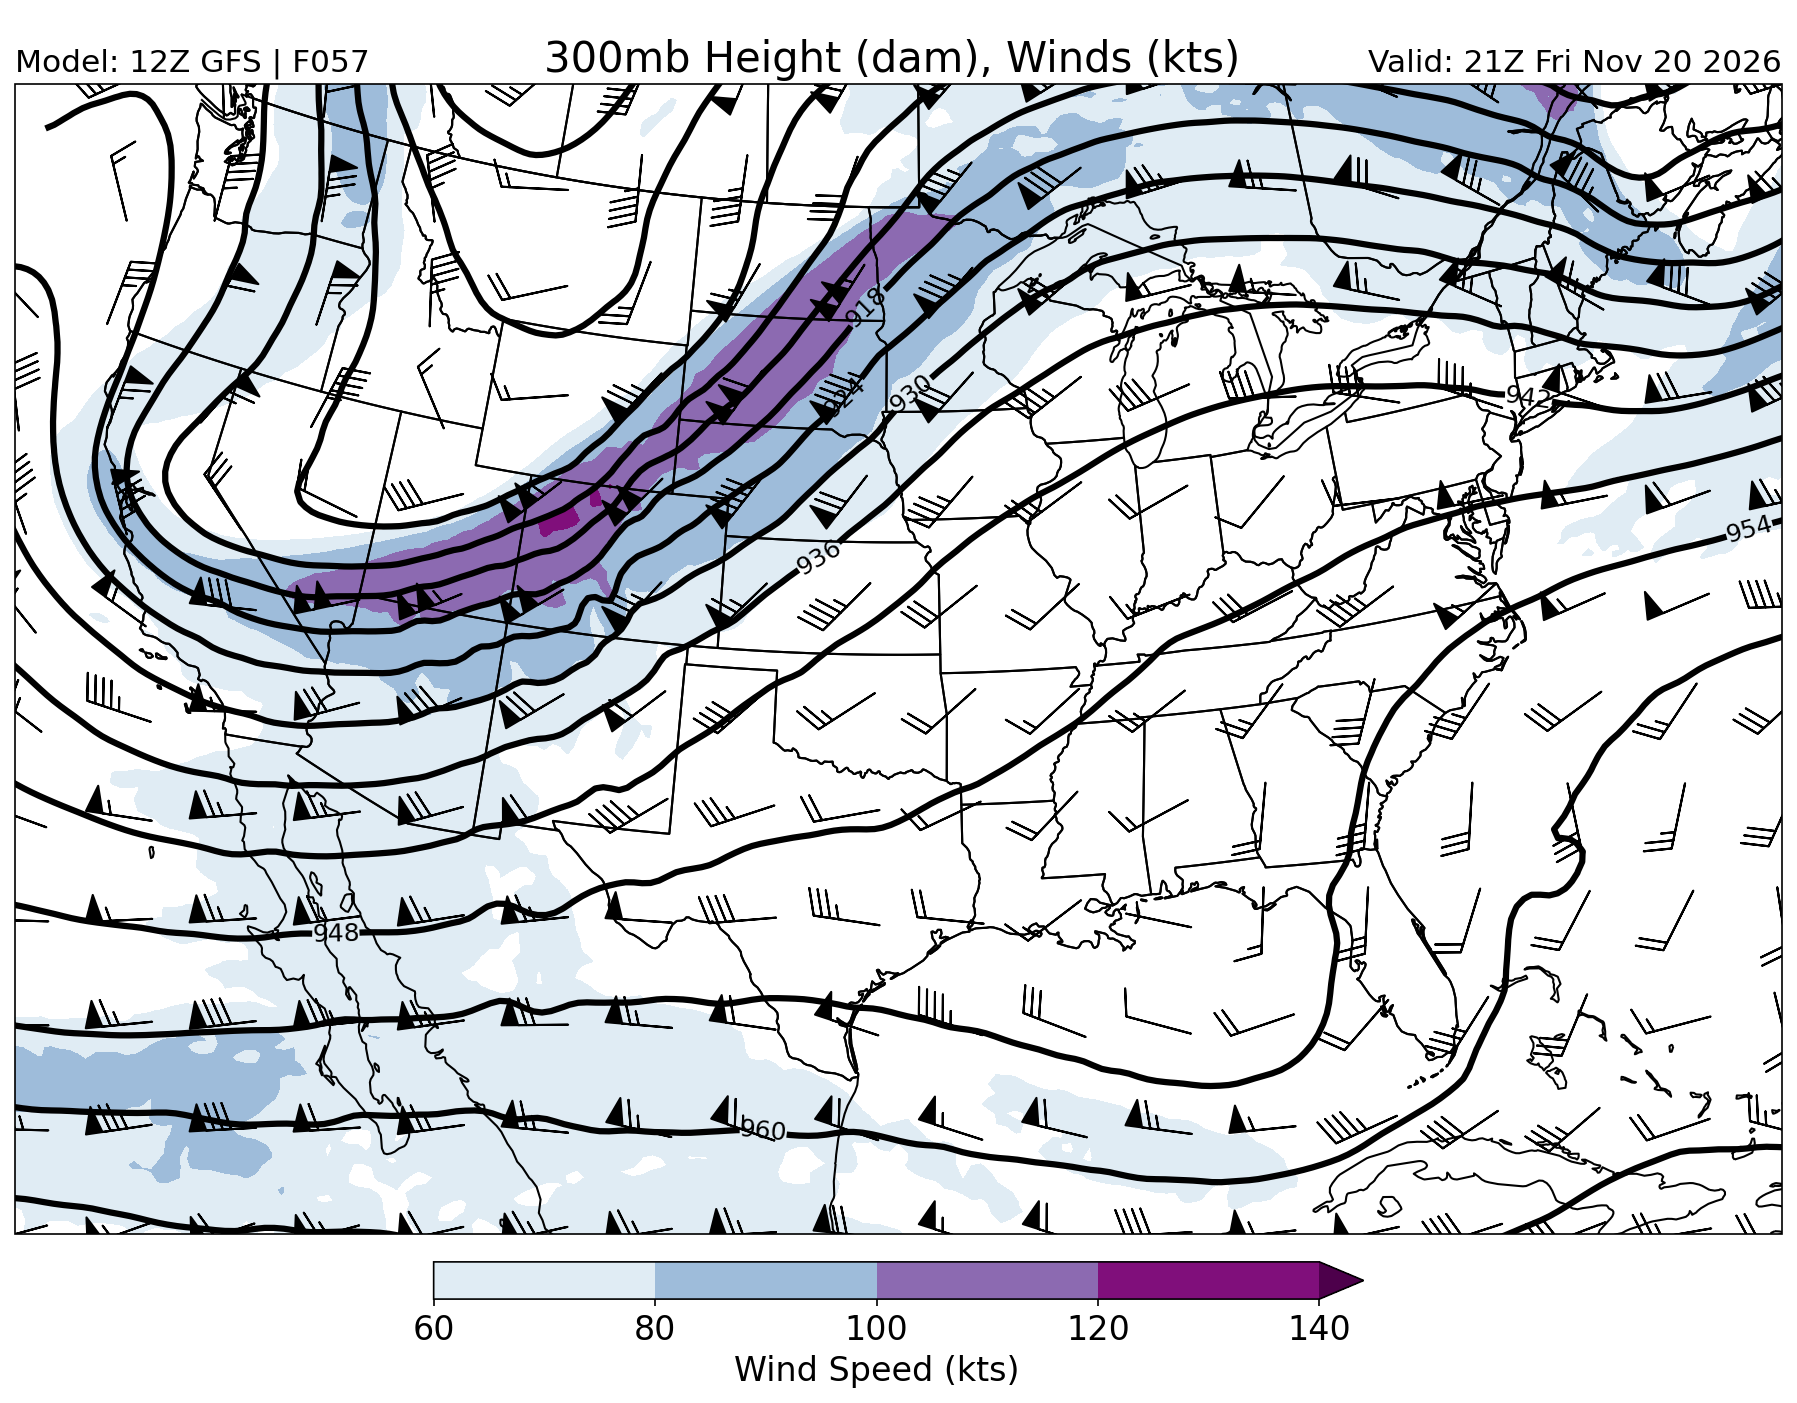 Model: 12Z GFS | F057
300mb Height (dam), Winds (kts)
Valid: 21Z Fri Nov 20 2026
918
924
930
942
936
954
948
960
60 80 100 120 140
Wind Speed (kts)